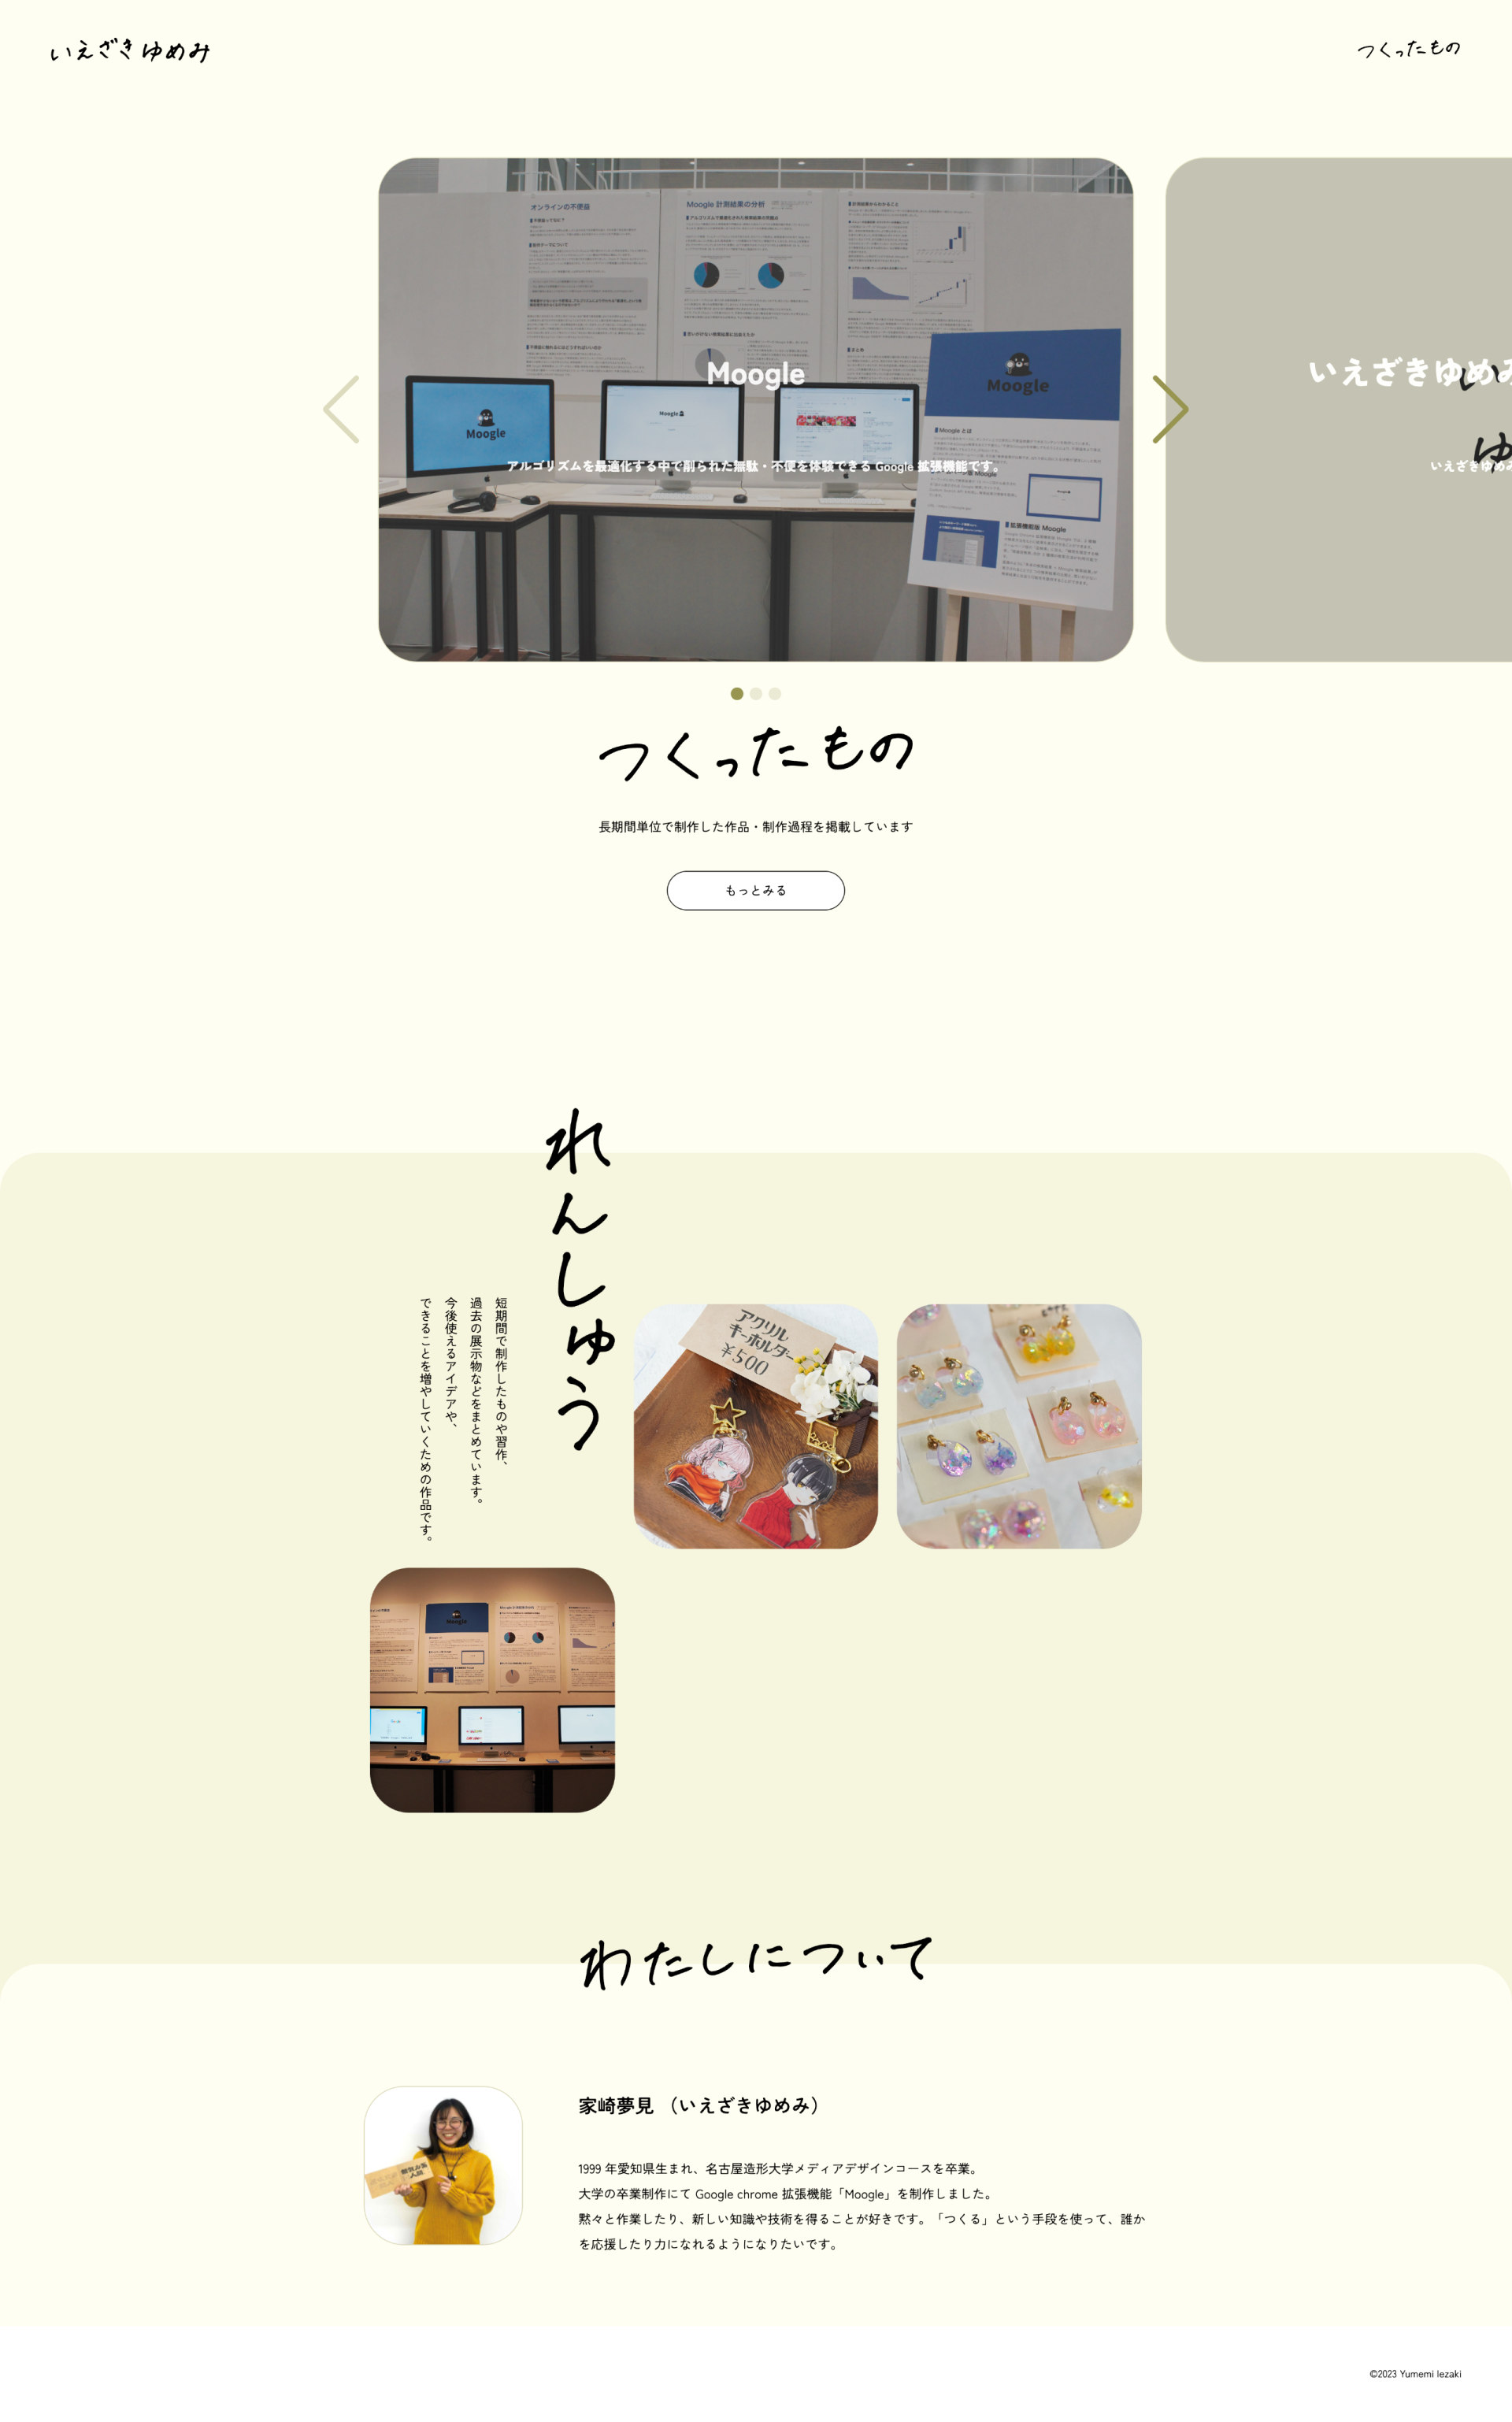 いえざきゆめみ
つくったもの
オンラインの不便益
Moogle 計測結果の分析
Moogle
Moogle
Moogle
Moogle
アルゴリズムを最適化する中で削られた無駄・不便を体験できる Google 拡張機能です。
Moogle とは
拡張機能版 Moogle
いえざきゆめみ
いえざきゆめみ
つくったもの
長期間単位で制作した作品・制作過程を掲載しています
もっとみる
れんしゅう
短期間で制作したものや習作、
過去の展示物などをまとめています。
今後使えるアイデアや、
できることを増やしていくための作品です。
アクリル
キーホルダー
¥500
わたしについて
家崎夢見 (いえざきゆめみ)
1999 年愛知県生まれ、名古屋造形大学メディアデザインコースを卒業。
大学の卒業制作にて Google chrome 拡張機能「Moogle」を制作しました。
黙々と作業したり、新しい知識や技術を得ることが好きです。「つくる」という手段を使って、誰か
を応援したり力になれるようになりたいです。
©2023 Yumemi Iezaki